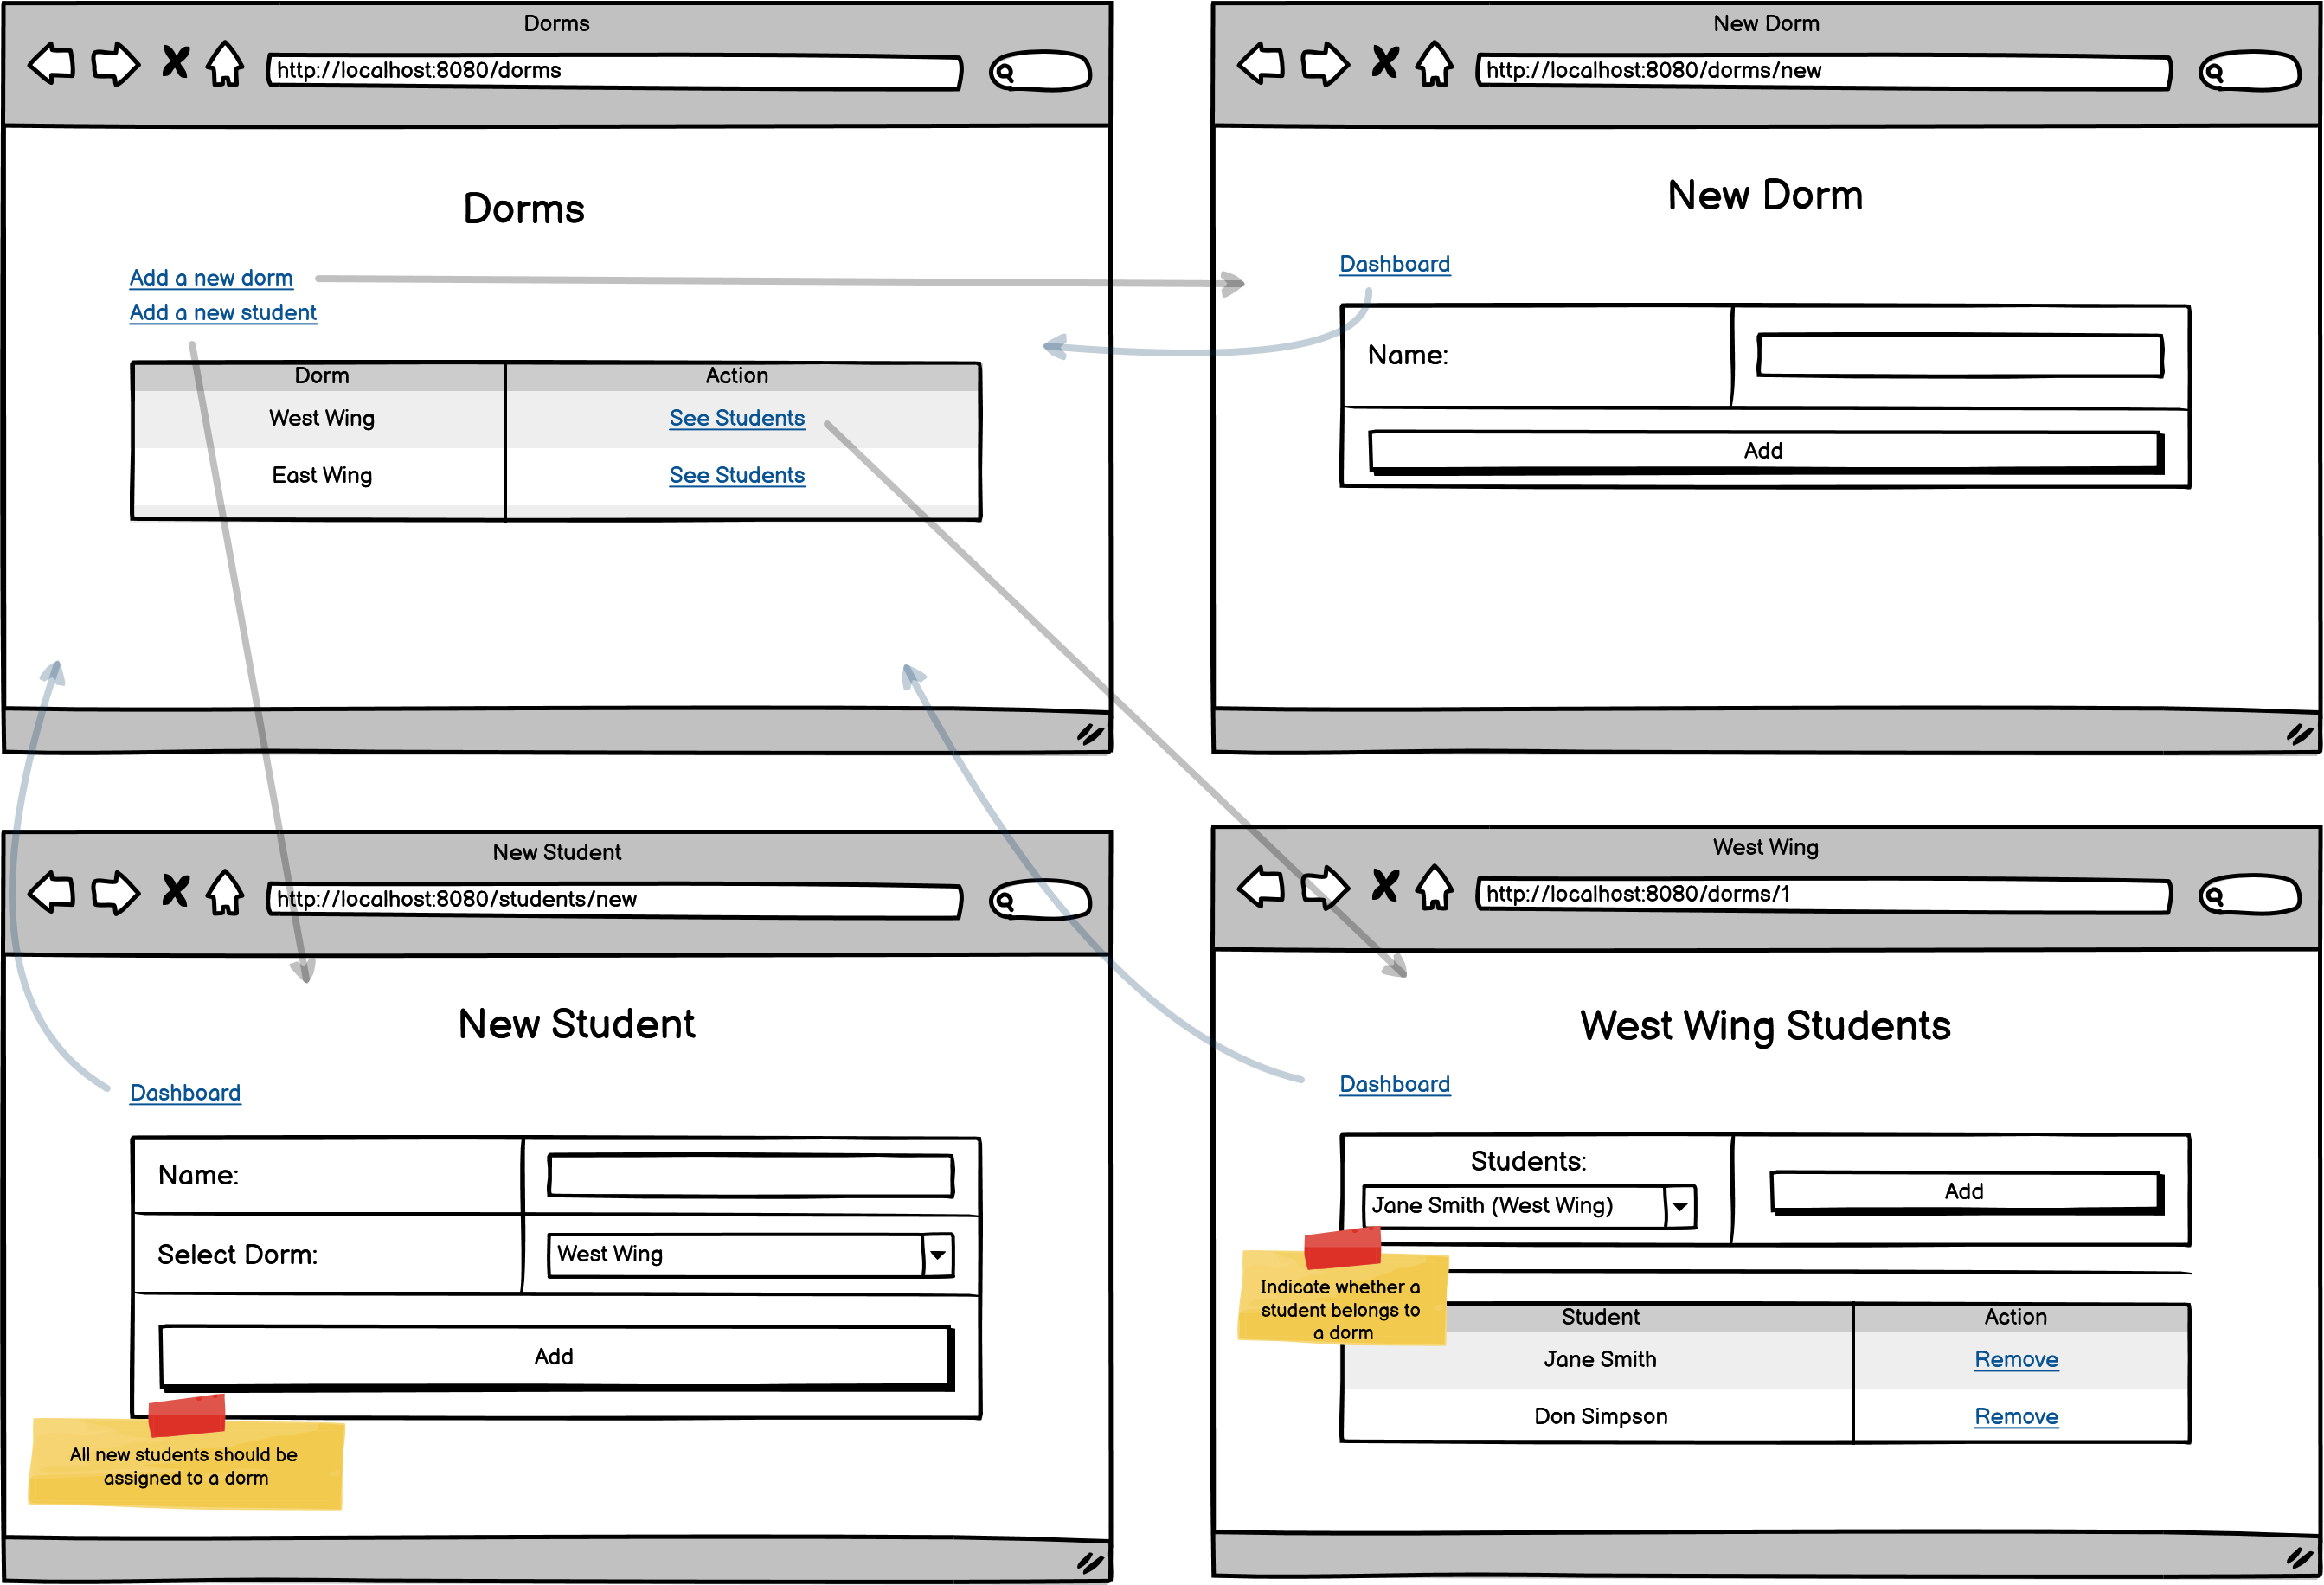 Dorms
http://localhost:8080/dorms
Dorms
Add a new dorm
Add a new student
Dorm Action
West Wing See Students
East Wing See Students
New Dorm
http://localhost:8080/dorms/new
New Dorm
Dashboard
Name:
Add
New Student
http://localhost:8080/students/new
New Student
Dashboard
Name:
Select Dorm: West Wing
Add
All new students should be
assigned to a dorm
West Wing
http://localhost:8080/dorms/1
West Wing Students
Dashboard
Students:
Jane Smith (West Wing) Add
Indicate whether a
student belongs to
a dorm
Student Action
Jane Smith Remove
Don Simpson Remove